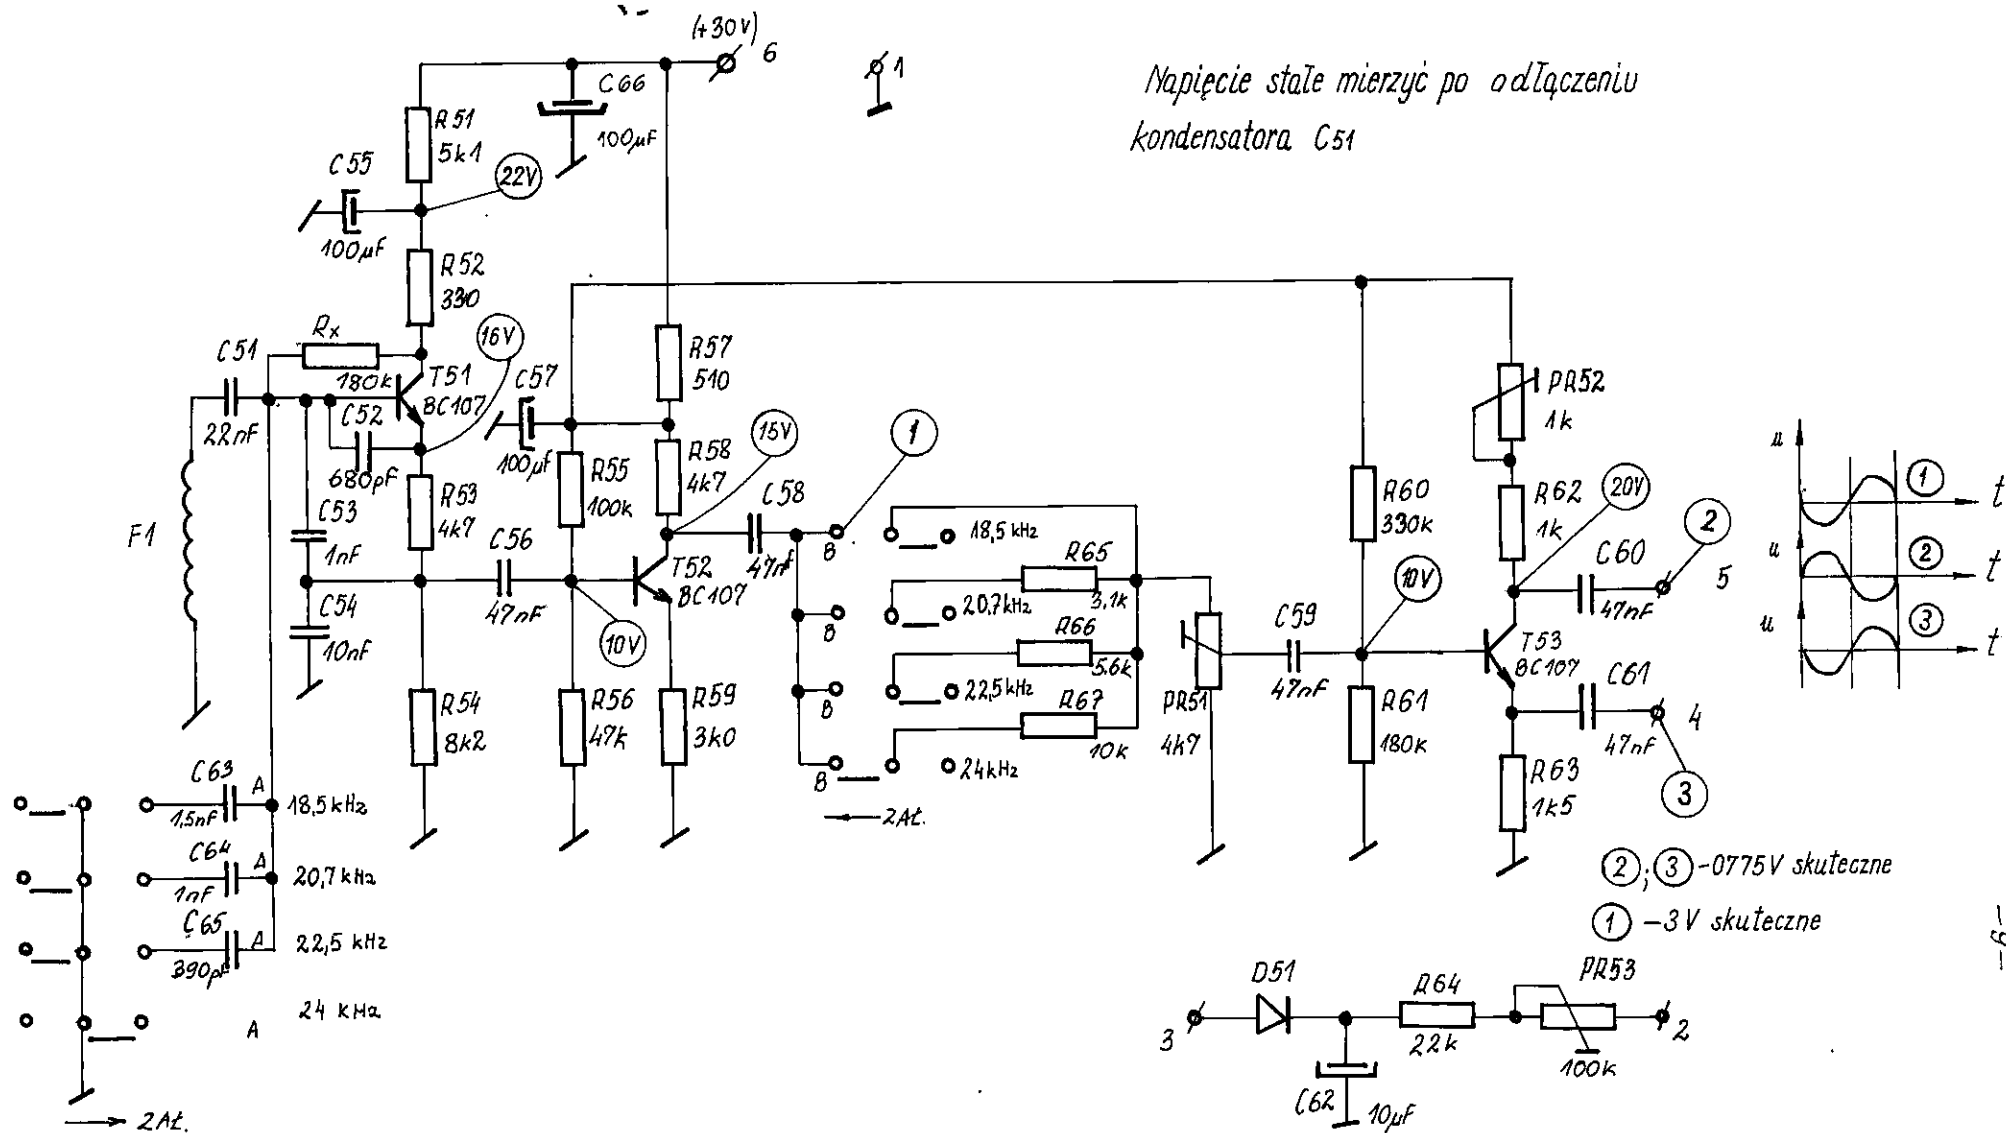 (+30V)
6
1
Napięcie stałe mierzyć po odłączeniu
kondensatora C51
C66
100µF
R51
5k1
C55
22V
100µF
R52
330
Rx
180k
16V
C51
22nF
T51
BC107
C52
680pF
C57
100µF
R57
510
15V
1
R58
4k7
R55
100k
C58
47nF
PR52
1k
R60
330k
R62
1k
20V
2
C60
47nF
5
F1
C53
1nF
R53
4k7
C56
47nF
T52
BC107
10V
C54
10nF
R54
8k2
R56
47k
R59
3k0
B
18,5kHz
R65
3,1k
B
20,7kHz
R66
5.6k
B
22,5kHz
R67
10k
B
24kHz
2AŁ.
PR51
4k7
C59
47nF
10V
T53
BC107
C61
47nF
4
R61
180k
R63
1k5
3
u
1
t
u
2
t
u
3
t
C63
A
18,5kHz
1,5nF
C64
A
20,7kHz
1nF
C65
A
22,5 kHz
390pF
24 kHz
A
2AŁ.
2; 3 -0775V skuteczne
1 -3V skuteczne
D51
R64
PR53
3
22k
100k
2
C62
10µF